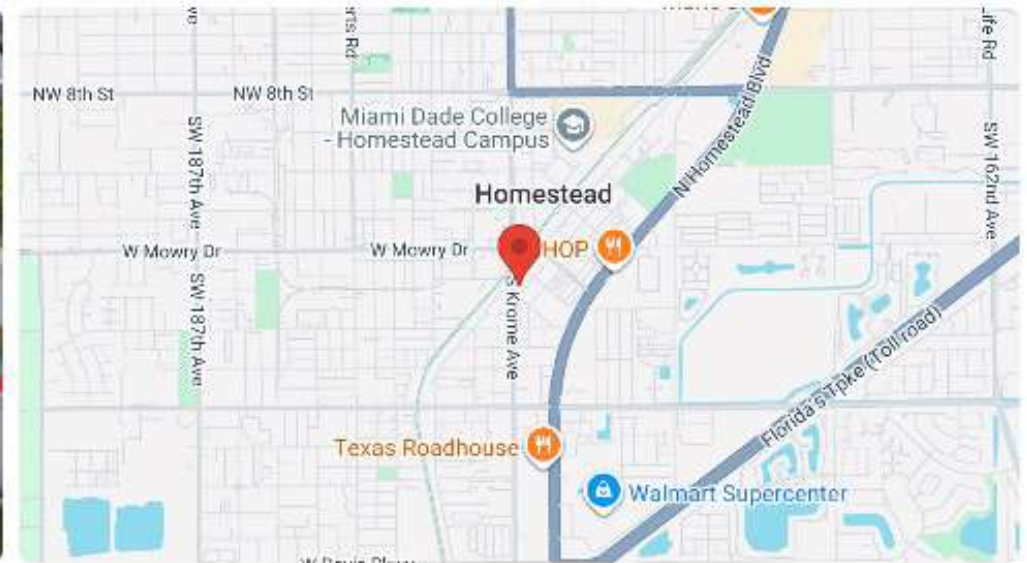 NW 8th St
NW 8th St
SW 187th Ave
Miami Dade College
- Homestead Campus
N Homestead Blvd
SW 162nd Ave
Homestead
W Mowry Dr
W Mowry Dr
HOP
SW 187th Ave
S Krome Ave
Florida's Tpke (Toll road)
Texas Roadhouse
Walmart Supercenter